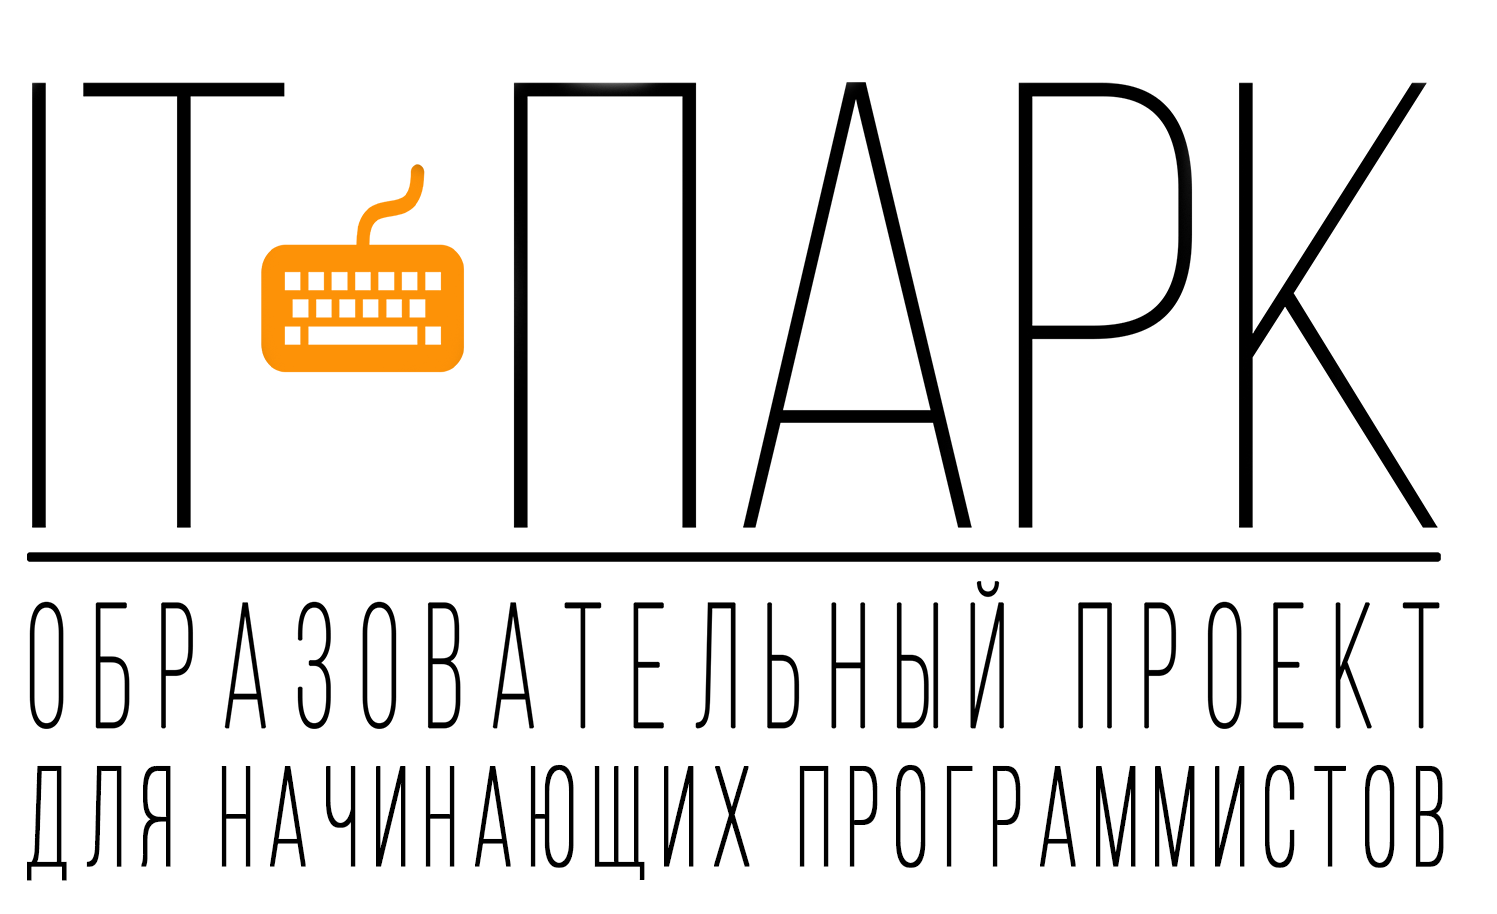 IT ПАРК
ОБРАЗОВАТЕЛЬНЫЙ ПРОЕКТ
ДЛЯ НАЧИНАЮЩИХ ПРОГРАММИСТОВ